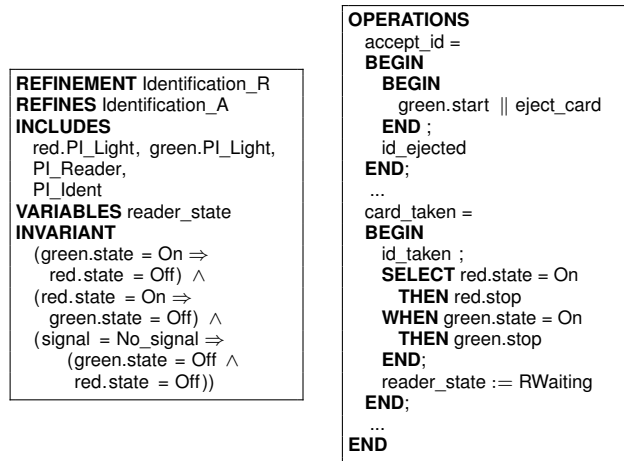 REFINEMENT Identification_R
REFINES Identification_A
INCLUDES
red.PI_Light, green.PI_Light,
PI_Reader,
PI_Ident
VARIABLES reader_state
INVARIANT
(green.state = On ⇒
red.state = Off) ∧
(red.state = On ⇒
green.state = Off) ∧
(signal = No_signal ⇒
(green.state = Off ∧
red.state = Off))
OPERATIONS
accept_id =
BEGIN
BEGIN
green.start || eject_card
END ;
id_ejected
END;
...
card_taken =
BEGIN
id_taken ;
SELECT red.state = On
THEN red.stop
WHEN green.state = On
THEN green.stop
END;
reader_state := RWaiting
END;
...
END